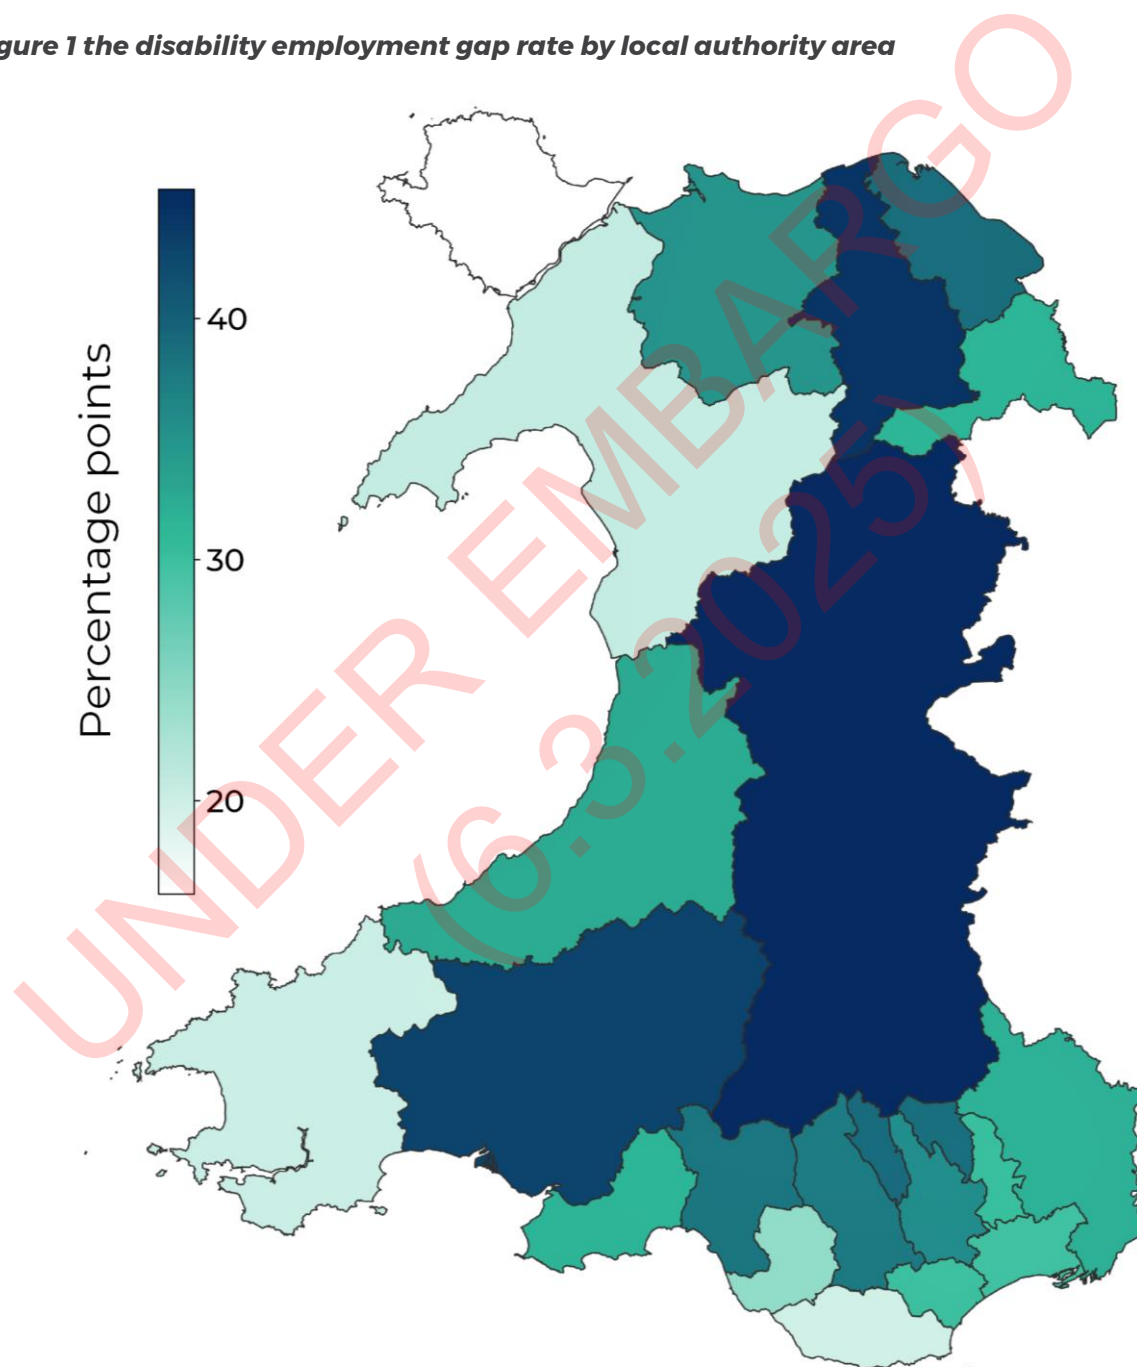 gure 1 the disability employment gap rate by local authority area
Percentage points
40
30
20
UNDER EMBARGO
(6.3.2025)